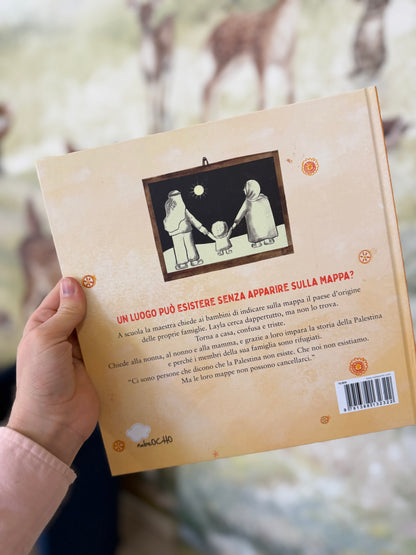 UN LUOGO PUÒ ESISTERE SENZA APPARIRE SULLA MAPPA?
A scuola la maestra chiede ai bambini di indicare sulla mappa il paese d'origine
delle proprie famiglie. Layla cerca dappertutto, ma non lo trova.
Torna a casa, confusa e triste.
Chiede alla nonna, al nonno e alla mamma, e grazie a loro impara la storia della Palestina
e perché i membri della sua famiglia sono rifugiati.
"Ci sono persone che dicono che la Palestina non esiste. Che noi non esistiamo.
Ma le loro mappe non possono cancellarci."